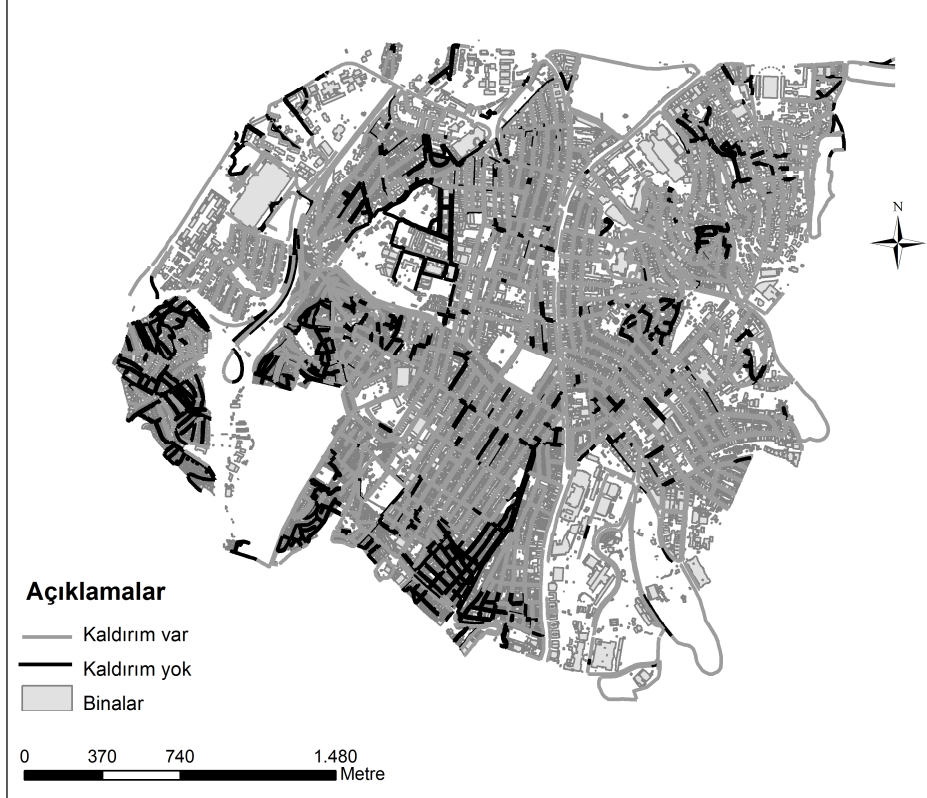 N
Açıklamalar
Kaldırım var
Kaldırım yok
Binalar
0 370 740 1.480
Metre